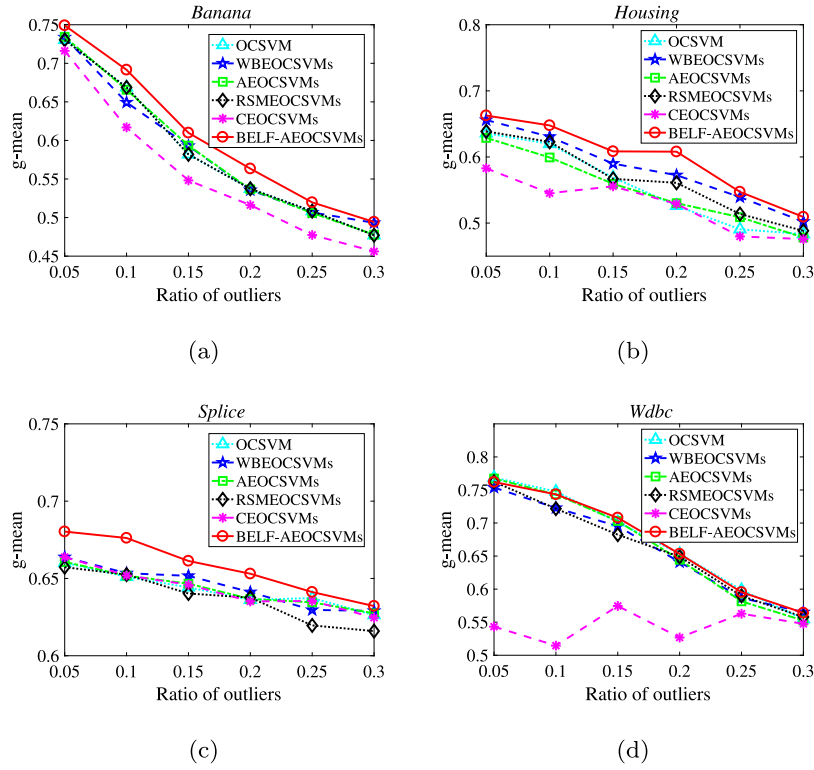 Banana
g-mean
0.75
0.7
0.65
0.6
0.55
0.5
0.45
OCSVM
WBEOCSVMs
AEOCSVMs
RSMEOCSVMs
CEOCSVMs
BELF-AEOCSVMs
0.05 0.1 0.15 0.2 0.25 0.3
Ratio of outliers
(a)
Housing
g-mean
0.8
0.7
0.6
0.5
OCSVM
WBEOCSVMs
AEOCSVMs
RSMEOCSVMs
CEOCSVMs
BELF-AEOCSVMs
0.05 0.1 0.15 0.2 0.25 0.3
Ratio of outliers
(b)
Splice
g-mean
0.75
0.7
0.65
0.6
OCSVM
WBEOCSVMs
AEOCSVMs
RSMEOCSVMs
CEOCSVMs
BELF-AEOCSVMs
0.05 0.1 0.15 0.2 0.25 0.3
Ratio of outliers
(c)
Wdbc
g-mean
0.8
0.75
0.7
0.65
0.6
0.55
0.5
OCSVM
WBEOCSVMs
AEOCSVMs
RSMEOCSVMs
CEOCSVMs
BELF-AEOCSVMs
0.05 0.1 0.15 0.2 0.25 0.3
Ratio of outliers
(d)